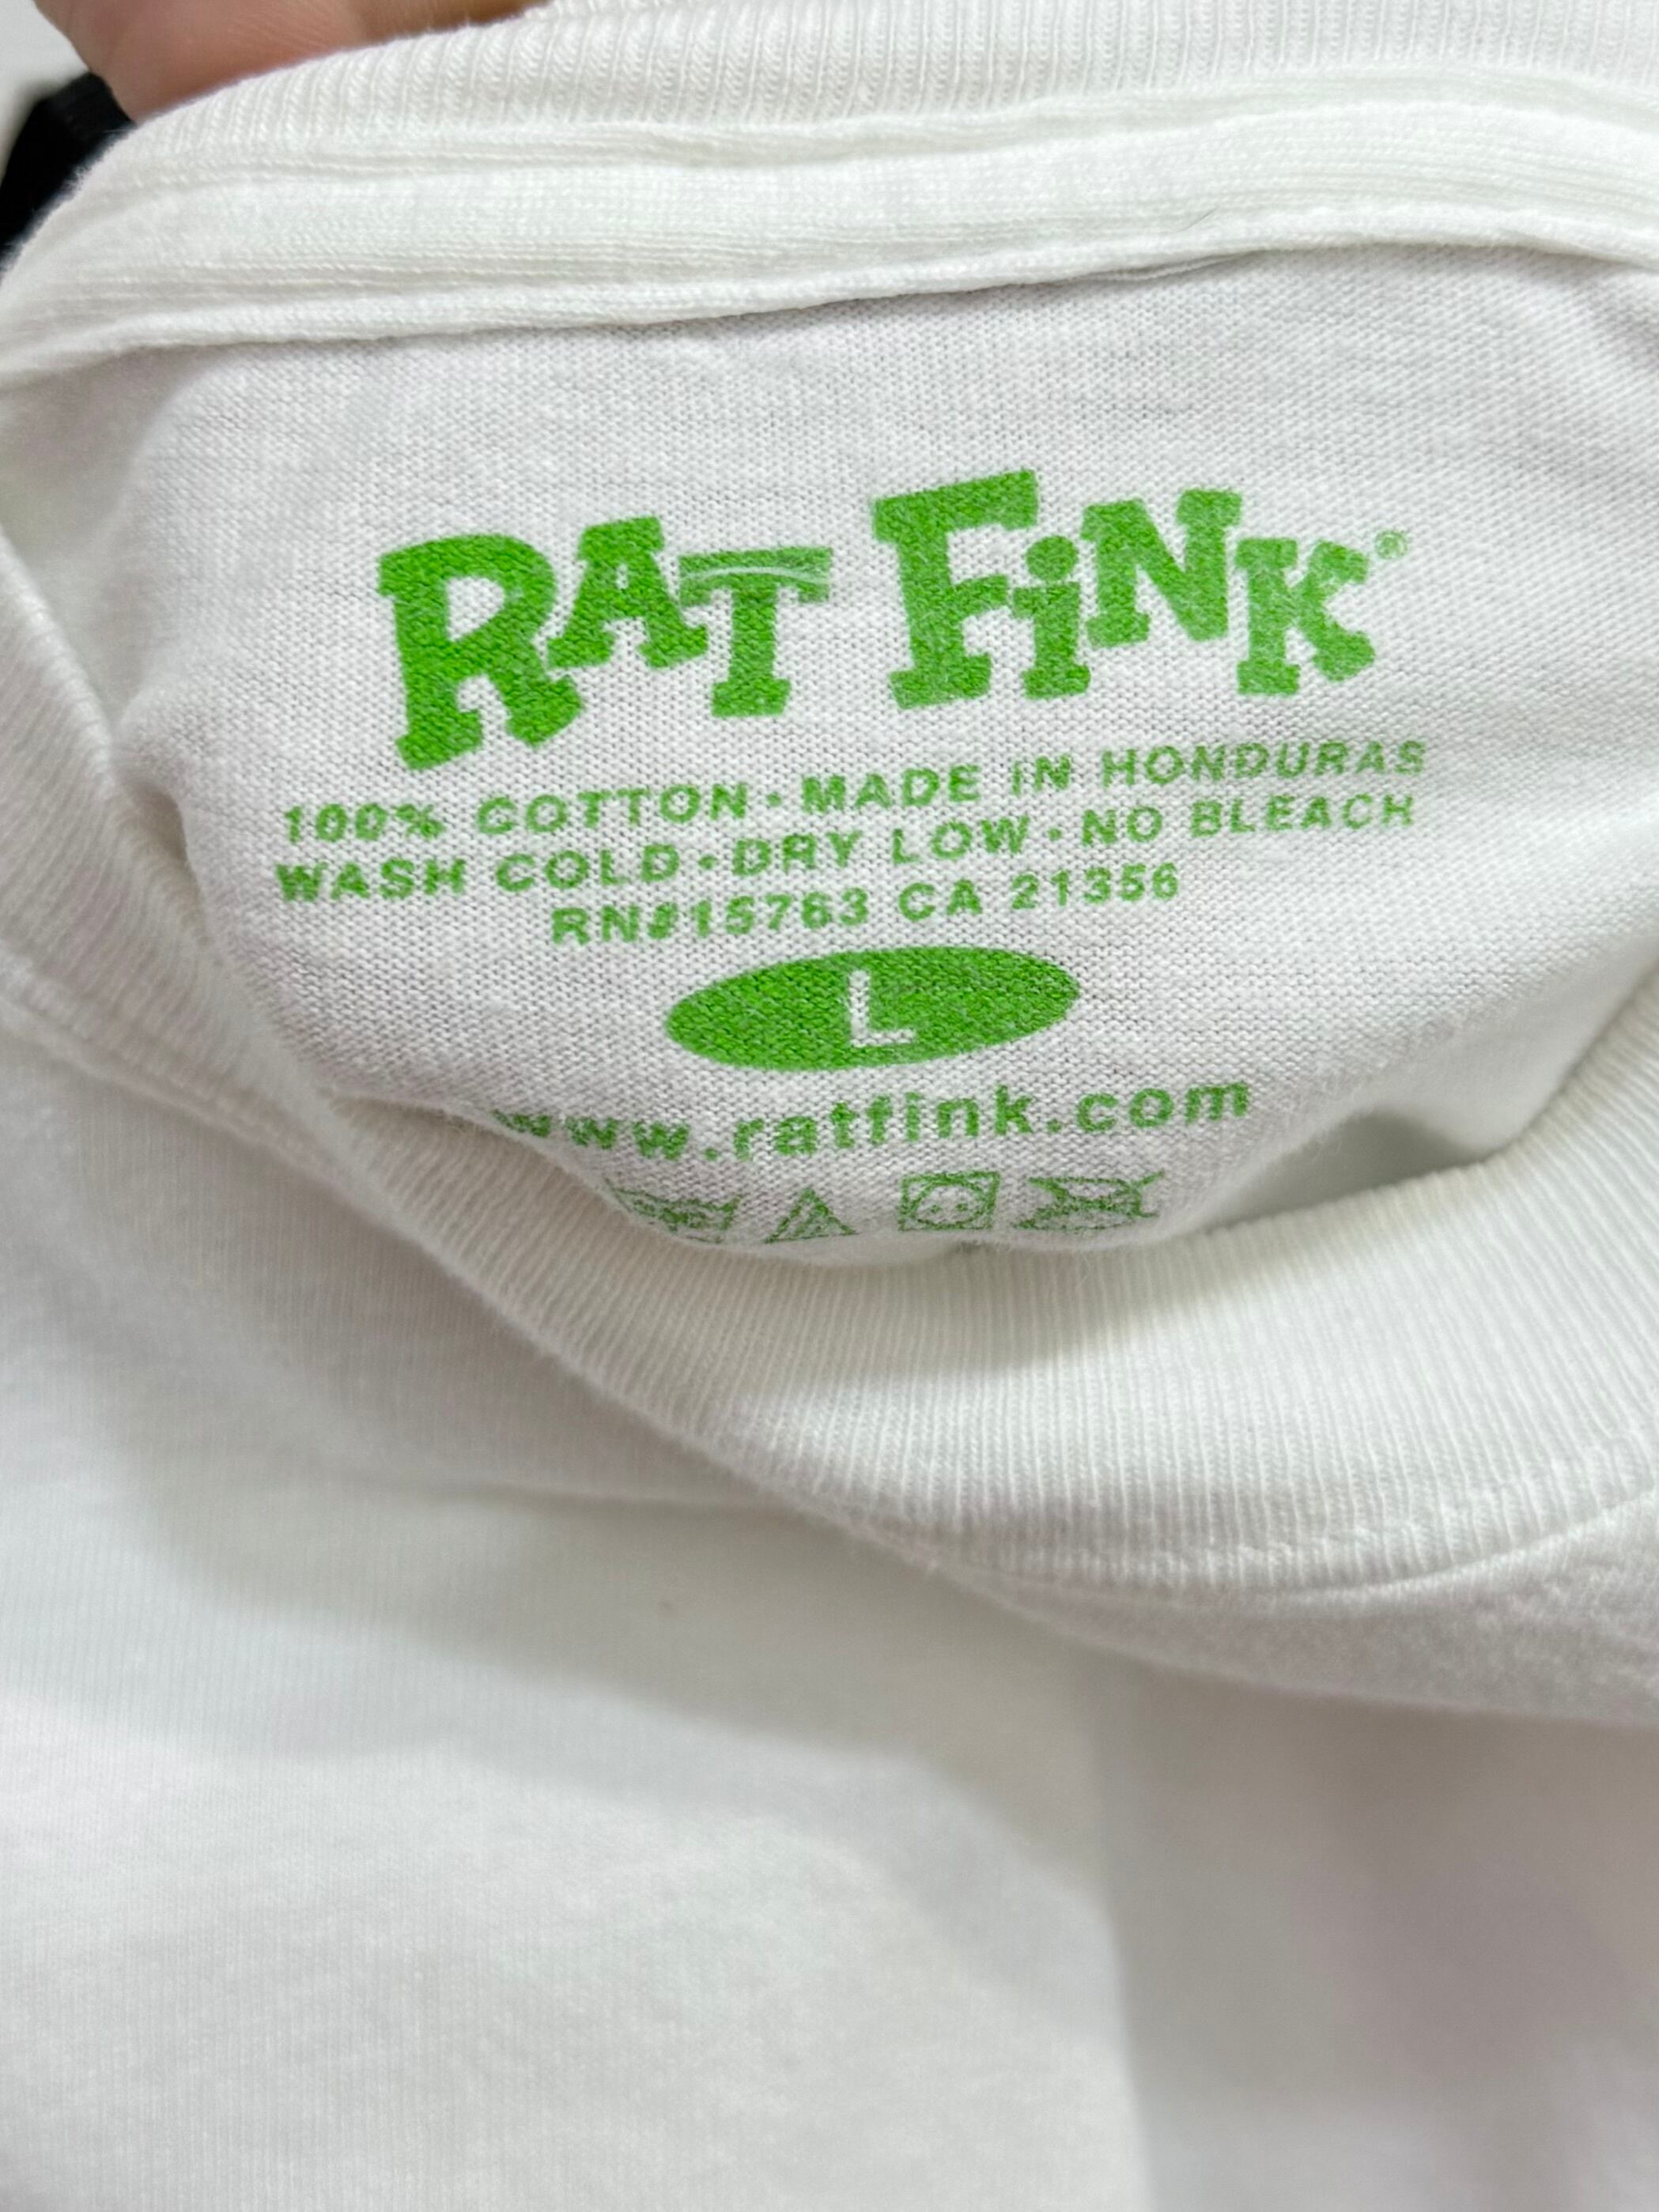 RAT FiNK®
100% COTTON · MADE IN HONDURAS
WASH COLD · DRY LOW · NO BLEACH
RN#15763 CA 21356
L
www.ratfink.com